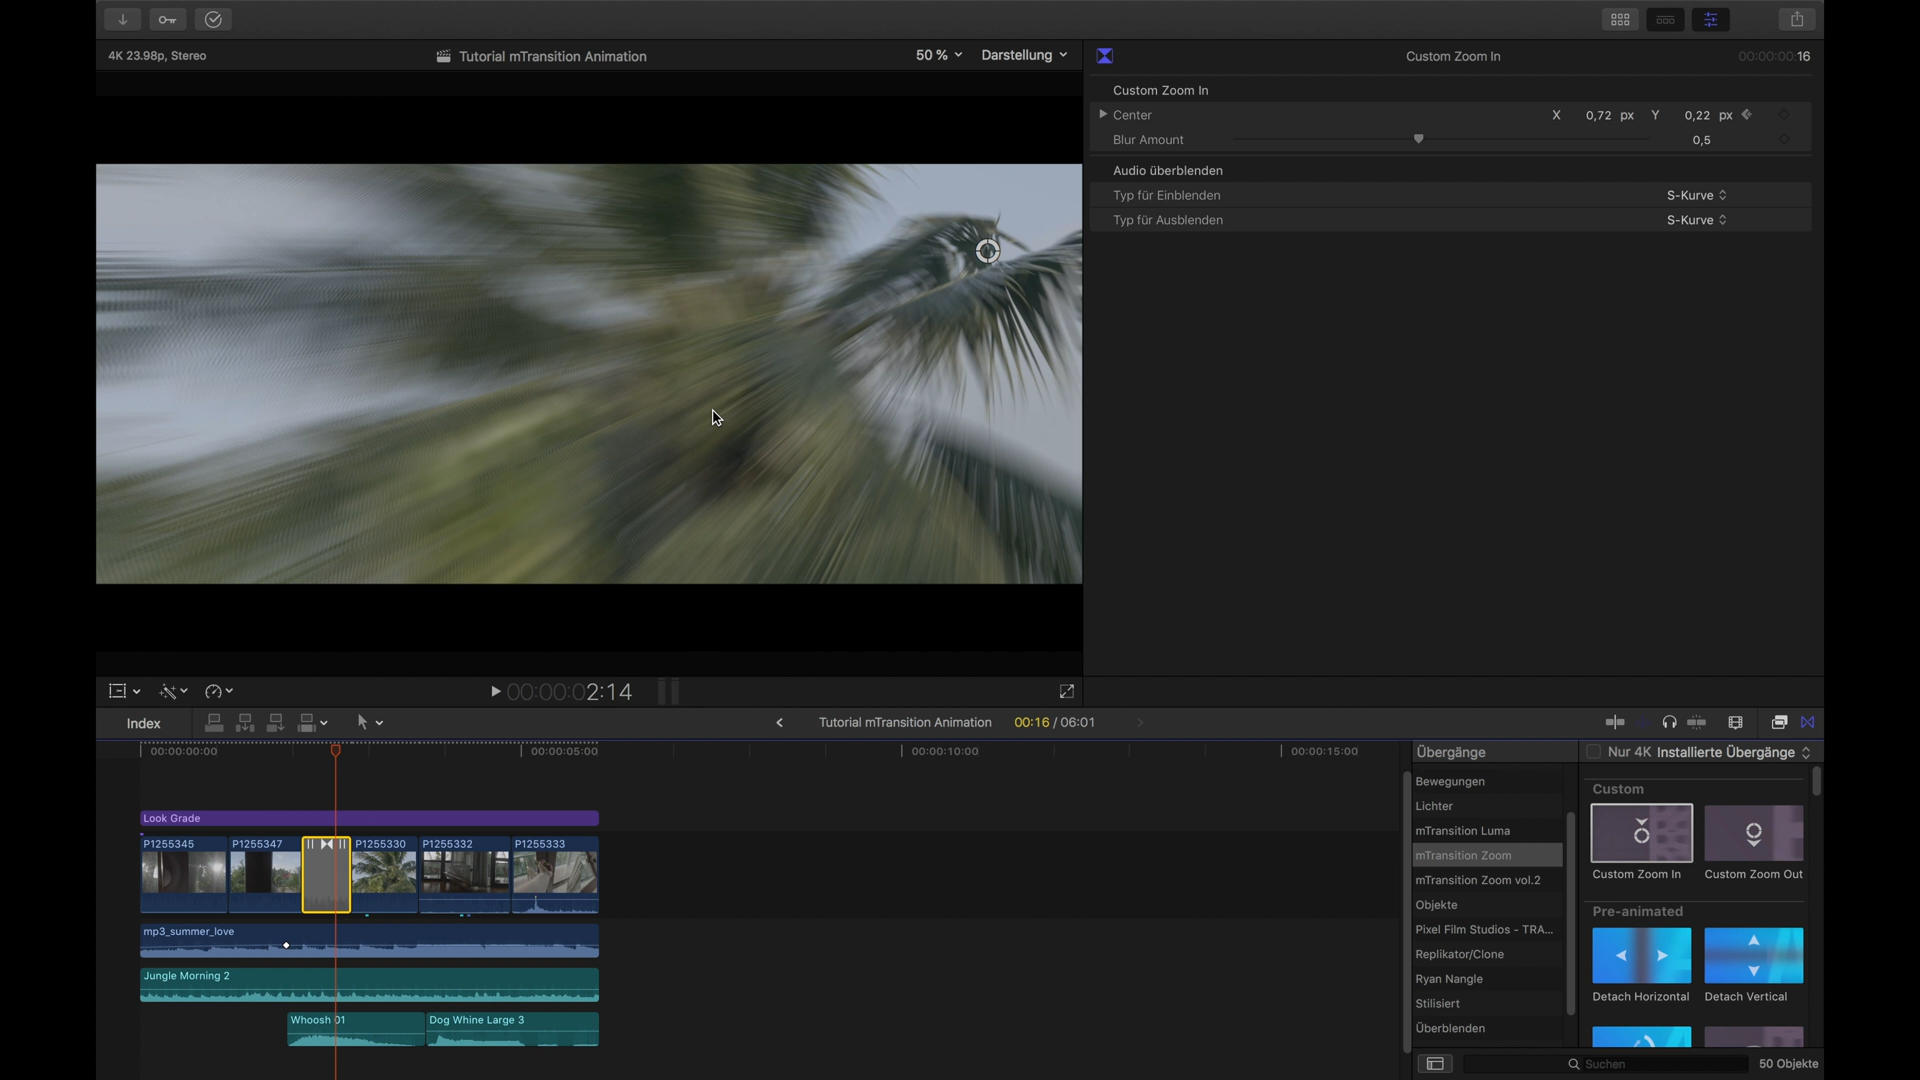 4K 23.98p, Stereo
Tutorial mTransition Animation
50 %
Darstellung
Custom Zoom In
00:00:00:16
Custom Zoom In
Center
X 0,72 px Y 0,22 px
Blur Amount
0,5
Audio überblenden
Typ für Einblenden
S-Kurve
Typ für Ausblenden
S-Kurve
00:00:02:14
Index
Tutorial mTransition Animation
00:16 / 06:01
00:00:00:00
00:00:05:00
00:00:10:00
00:00:15:00
Look Grade
P1255345
P1255347
P1255330
P1255332
P1255333
mp3_summer_love
Jungle Morning 2
Whoosh 01
Dog Whine Large 3
Übergänge
Nur 4K
Installierte Übergänge
Bewegungen
Lichter
mTransition Luma
mTransition Zoom
mTransition Zoom vol.2
Objekte
Pixel Film Studios - TRA...
Replikator/Clone
Ryan Nangle
Stilisiert
Überblenden
Custom
Custom Zoom In
Custom Zoom Out
Pre-animated
Detach Horizontal
Detach Vertical
Suchen
50 Objekte